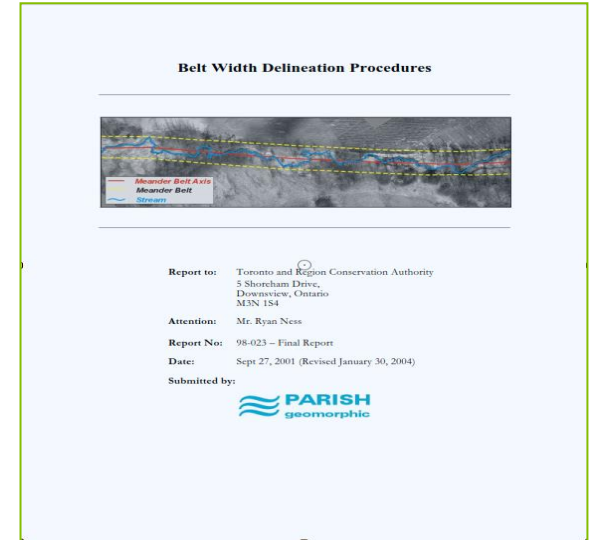 Belt Width Delineation Procedures
Meander Belt Axis
Meander Belt
Stream
Report to: Toronto and Region Conservation Authority
5 Shoreham Drive,
Downsview, Ontario
M3N 1S4
Attention: Mr. Ryan Ness
Report No: 98-023 – Final Report
Date: Sept 27, 2001 (Revised January 30, 2004)
Submitted by:
PARISH
geomorphic